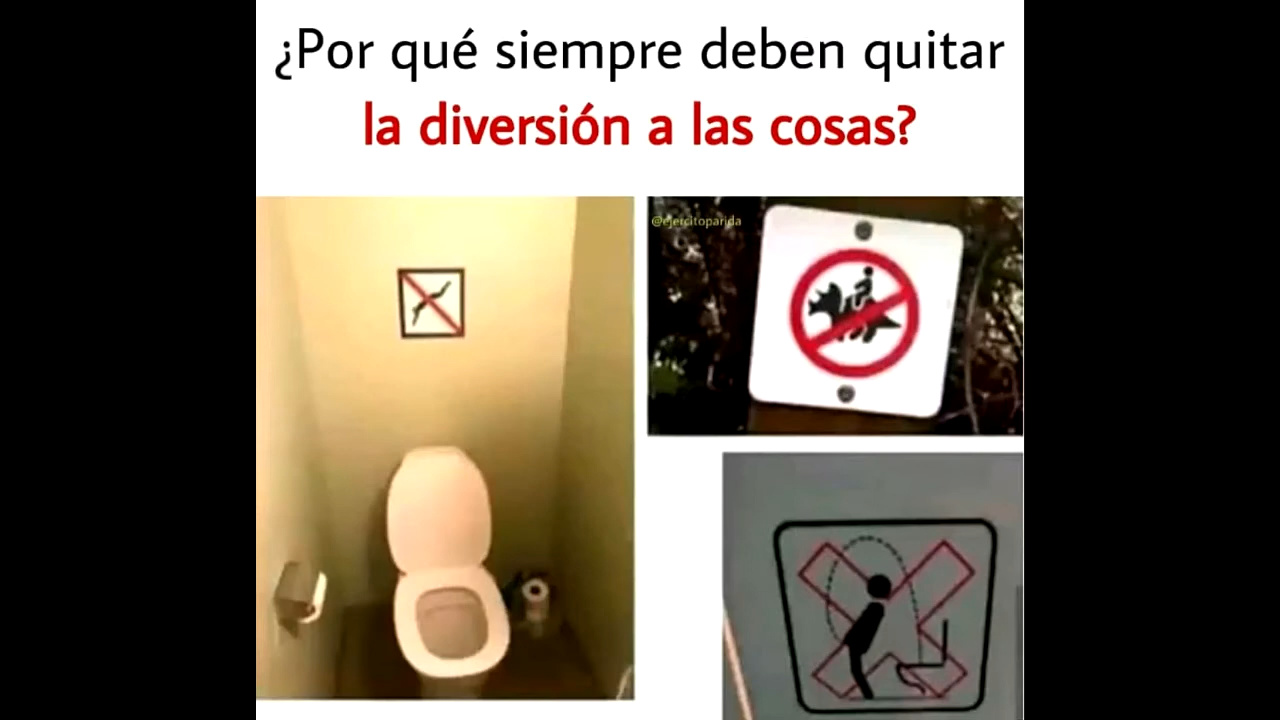 ¿Por qué siempre deben quitar
la diversión a las cosas?
@ejercitoparida